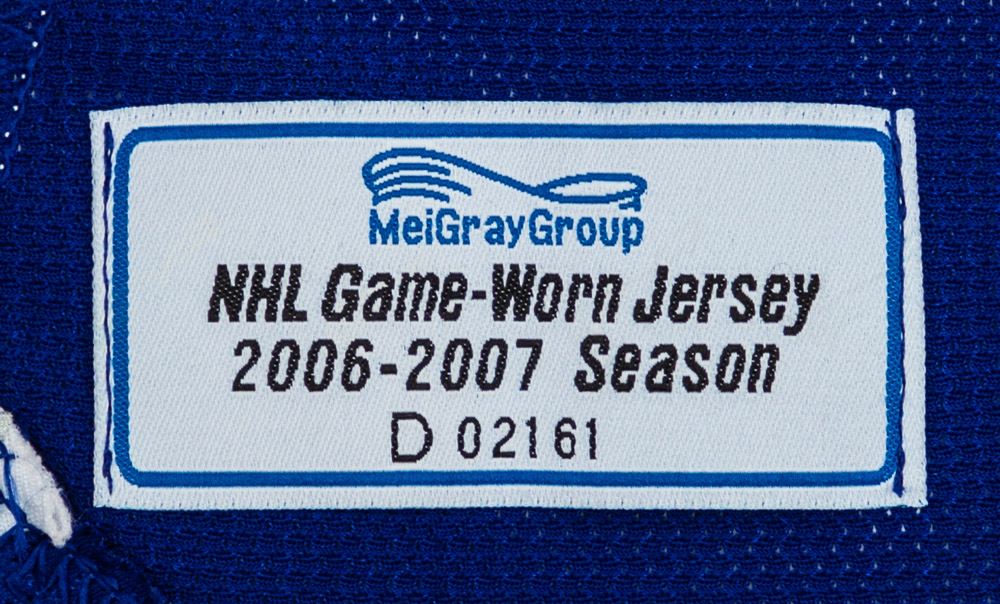 MeiGrayGroup
NHL Game-Worn Jersey
2006-2007 Season
D 02161